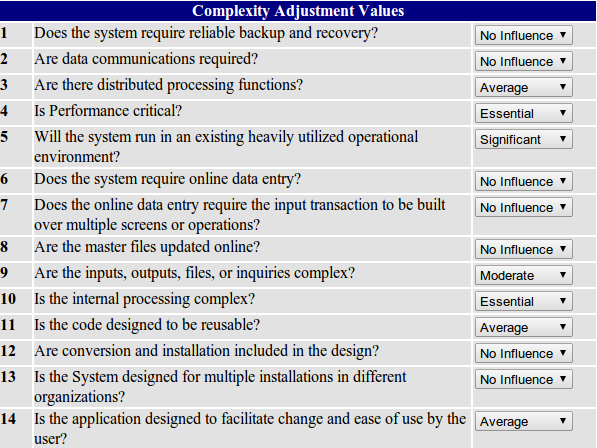 Complexity Adjustment Values
1 Does the system require reliable backup and recovery? No Influence
2 Are data communications required? No Influence
3 Are there distributed processing functions? Average
4 Is Performance critical? Essential
5 Will the system run in an existing heavily utilized operational Significant
environment?
6 Does the system require online data entry? No Influence
7 Does the online data entry require the input transaction to be built No Influence
over multiple screens or operations?
8 Are the master files updated online? No Influence
9 Are the inputs, outputs, files, or inquiries complex? Moderate
10 Is the internal processing complex? Essential
11 Is the code designed to be reusable? Average
12 Are conversion and installation included in the design? No Influence
13 Is the System designed for multiple installations in different No Influence
organizations?
14 Is the application designed to facilitate change and ease of use by the Average
user?